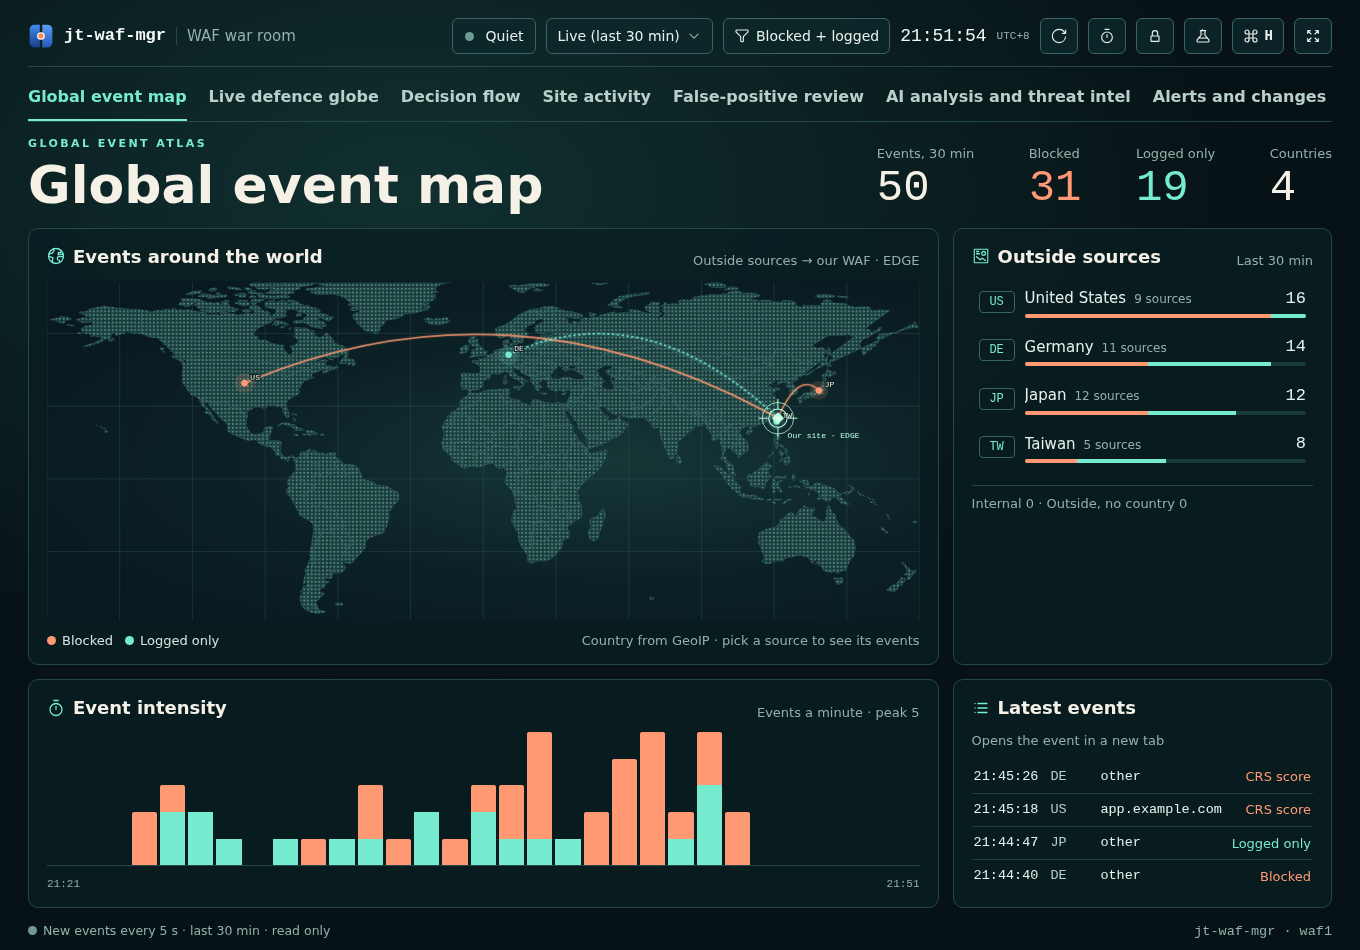 jt-waf-mgr WAF war room Quiet Live (last 30 min) Blocked + logged 21:51:54 UTC+8 ⌘ H
Global event map Live defence globe Decision flow Site activity False-positive review AI analysis and threat intel Alerts and changes
GLOBAL EVENT ATLAS
Global event map
Events, 30 min Blocked Logged only Countries
50 31 19 4
Events around the world
Outside sources → our WAF · EDGE
DE
US
JP
Our site · EDGE
Blocked Logged only
Country from GeoIP · pick a source to see its events
Outside sources Last 30 min
US United States 9 sources 16
DE Germany 11 sources 14
JP Japan 12 sources 12
TW Taiwan 5 sources 8
Internal 0 · Outside, no country 0
Event intensity
Events a minute · peak 5
21:21 21:51
Latest events
Opens the event in a new tab
21:45:26 DE other CRS score
21:45:18 US app.example.com CRS score
21:44:47 JP other Logged only
21:44:40 DE other Blocked
New events every 5 s · last 30 min · read only
jt-waf-mgr · waf1